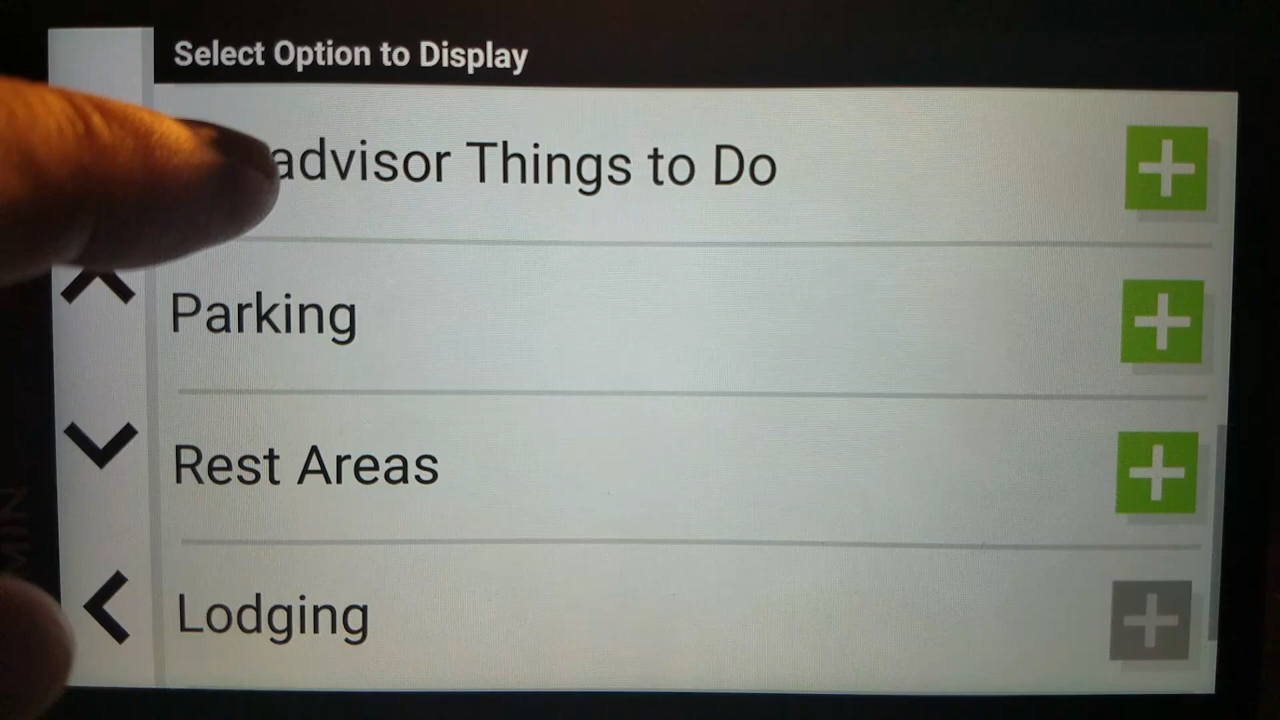 Select Option to Display
advisor Things to Do
Parking
Rest Areas
Lodging